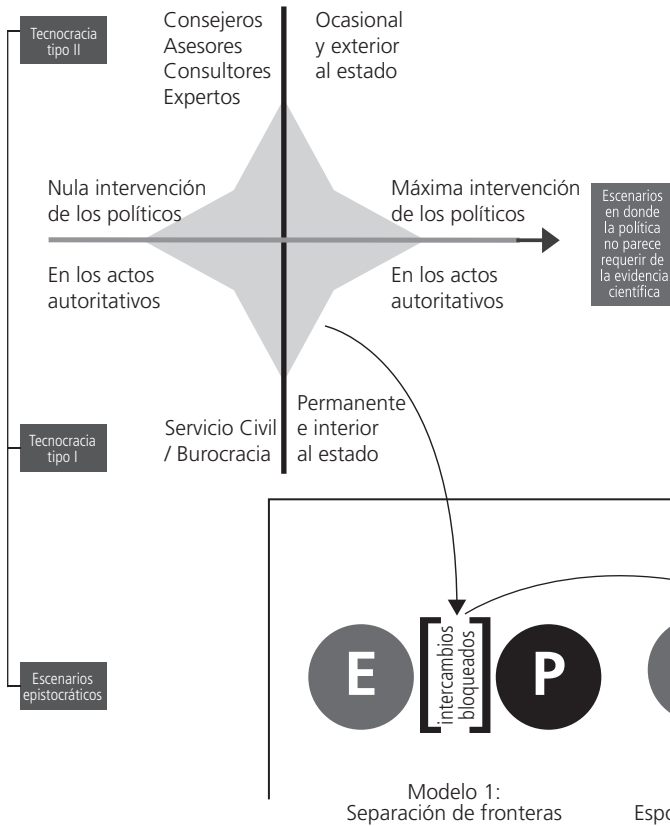 Tecnocracia
tipo II
Consejeros
Asesores
Consultores
Expertos
Ocasional
y exterior
al estado
Nula intervención
de los políticos
Máxima intervención
de los políticos
Escenarios
en donde
la política
no parece
requerir de
la evidencia
científica
En los actos
autoritativos
En los actos
autoritativos
Tecnocracia
tipo I
Servicio Civil
/ Burocracia
Permanente
e interior
al estado
Escenarios
epistocráticos
E
intercambios
bloqueados
P
Modelo 1:
Separación de fronteras
Espo